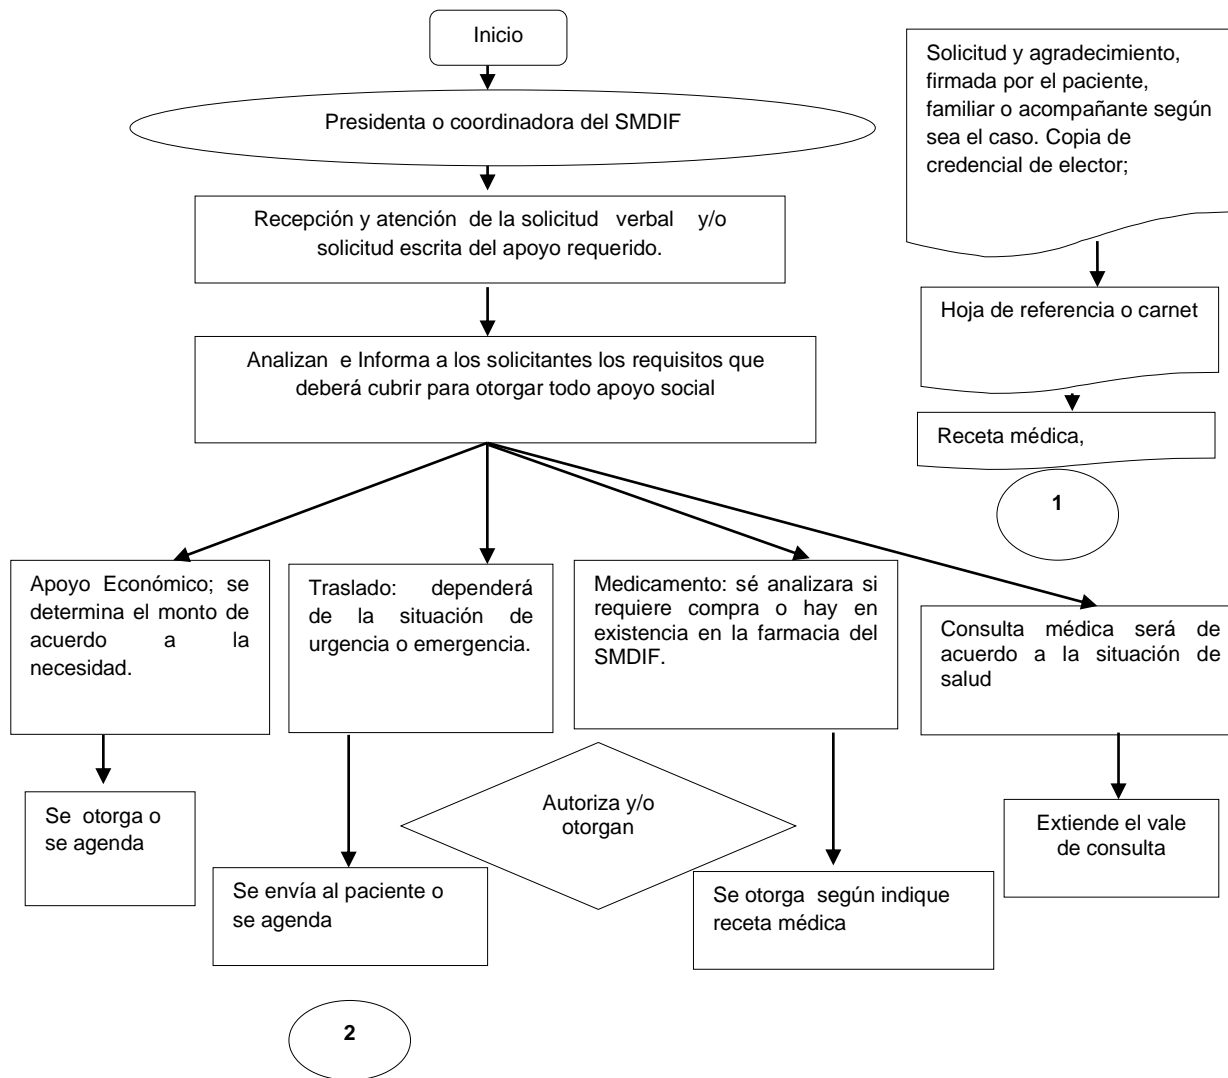 Inicio
Presidenta o coordinadora del SMDIF
Recepción y atención de la solicitud verbal y/o
solicitud escrita del apoyo requerido.
Analizan e Informa a los solicitantes los requisitos que
deberá cubrir para otorgar todo apoyo social
Solicitud y agradecimiento,
firmada por el paciente,
familiar o acompañante según
sea el caso. Copia de
credencial de elector;
Hoja de referencia o carnet
Receta médica,
1
Apoyo Económico; se
determina el monto de
acuerdo a la
necesidad.
Traslado: dependerá
de la situación de
urgencia o emergencia.
Medicamento: sé analizara si
requiere compra o hay en
existencia en la farmacia del
SMDIF.
Consulta médica será de
acuerdo a la situación de
salud
Se otorga o
se agenda
Se envía al paciente o
se agenda
Autoriza y/o
otorgan
Se otorga según indique
receta médica
Extiende el vale
de consulta
2